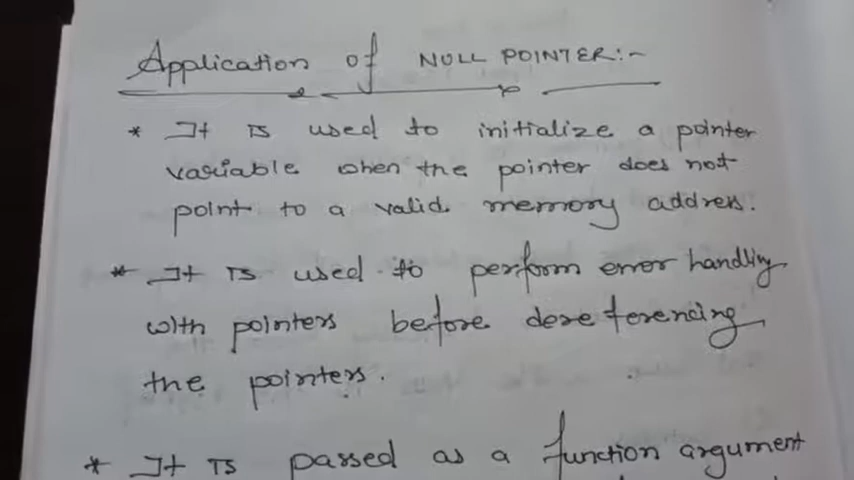 Application of NULL POINTER:-
* It is used to initialize a pointer
variable when the pointer does not
point to a valid memory address.
* It is used to perform error handling
with pointers before dereferencing
the pointers.
* It is passed as a function argument